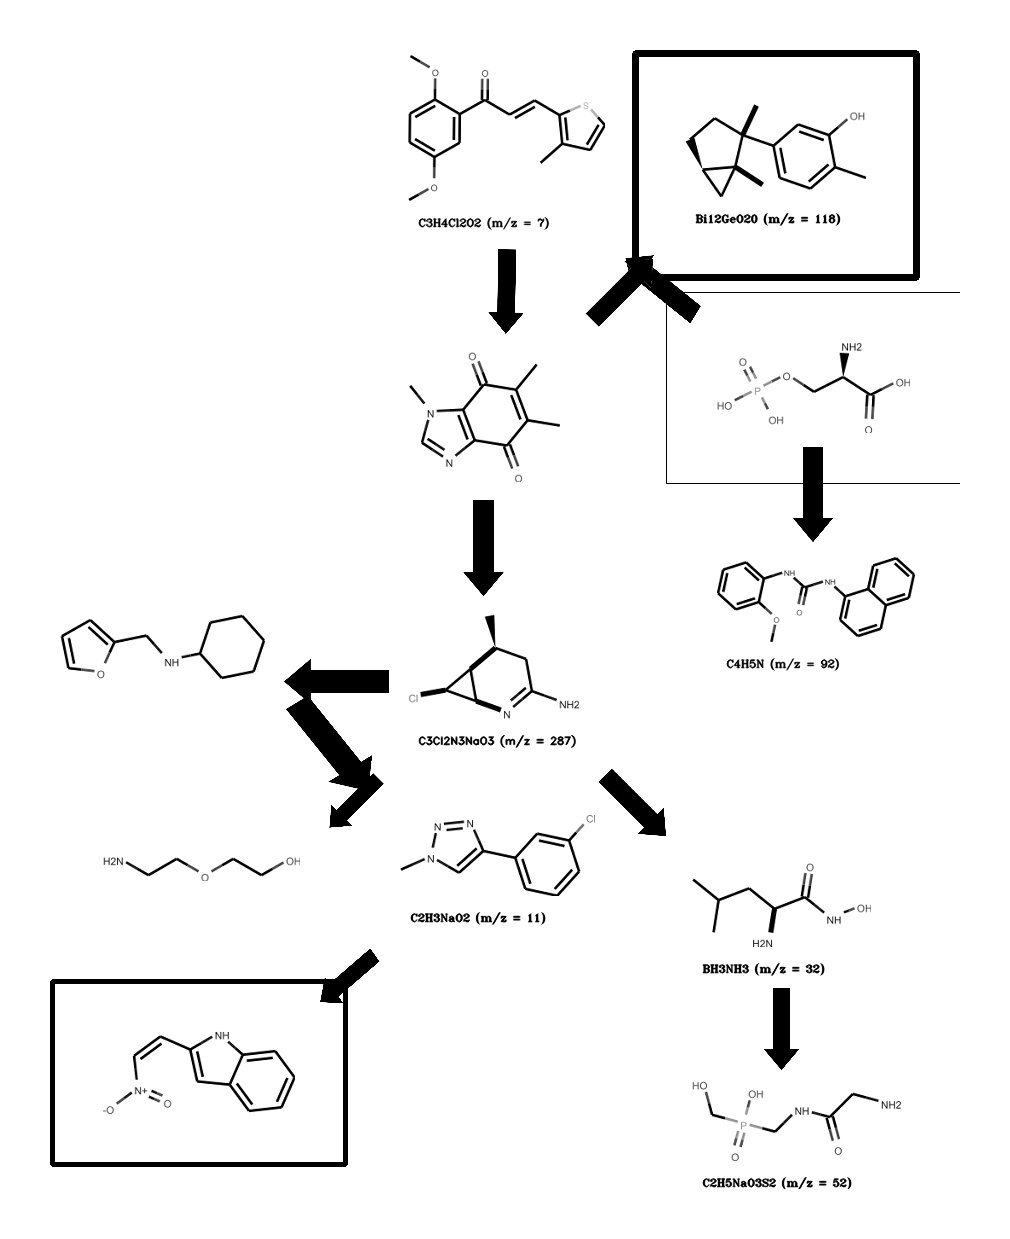 O
O
S
O
C3H4Cl2O2 (m/z = 7)
OH
Bi12GeO20 (m/z = 118)
O
N
N
O
NH2
O
O
P
OH
HO
OH
O
NH
NH
O
O
C4H5N (m/z = 92)
O
NH
Cl
N
NH2
C3Cl2N3NaO3 (m/z = 287)
H2N
O
OH
N
N
N
Cl
C2H3NaO2 (m/z = 11)
O
OH
NH
H2N
BH3NH3 (m/z = 32)
NH
N+
-O
O
HO
OH
P
NH
NH2
O
O
C2H5NaO3S2 (m/z = 52)